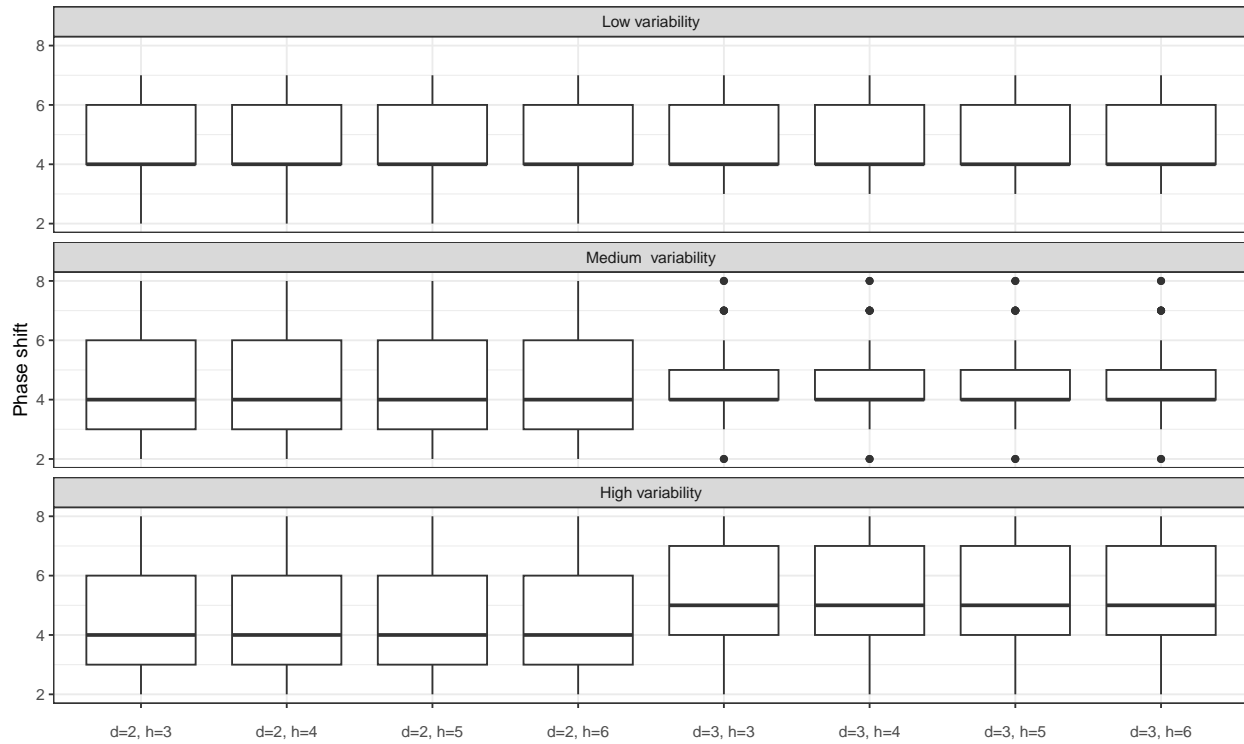 Low variability
8
6
4
2
Medium  variability
8
6
4
2
Phase shift
High variability
8
6
4
2
d=2, h=3
d=2, h=4
d=2, h=5
d=2, h=6
d=3, h=3
d=3, h=4
d=3, h=5
d=3, h=6